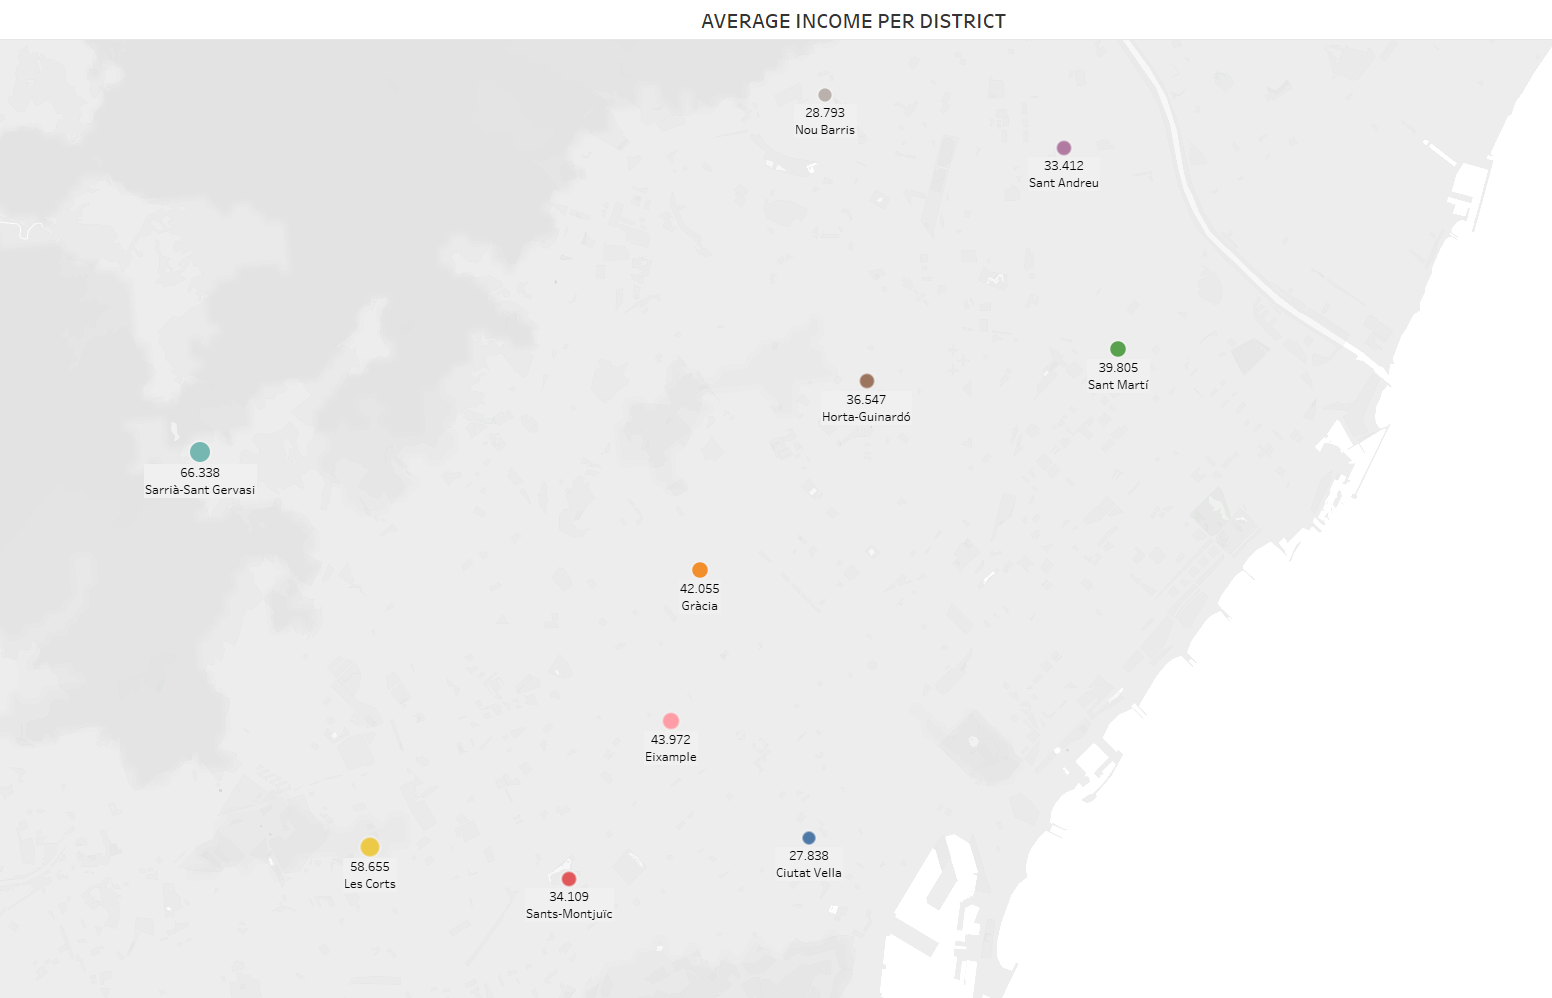 AVERAGE INCOME PER DISTRICT
28.793
Nou Barris
33.412
Sant Andreu
39.805
Sant Martí
36.547
Horta-Guinardó
66.338
Sarrià-Sant Gervasi
42.055
Gràcia
43.972
Eixample
58.655
Les Corts
34.109
Sants-Montjuïc
27.838
Ciutat Vella